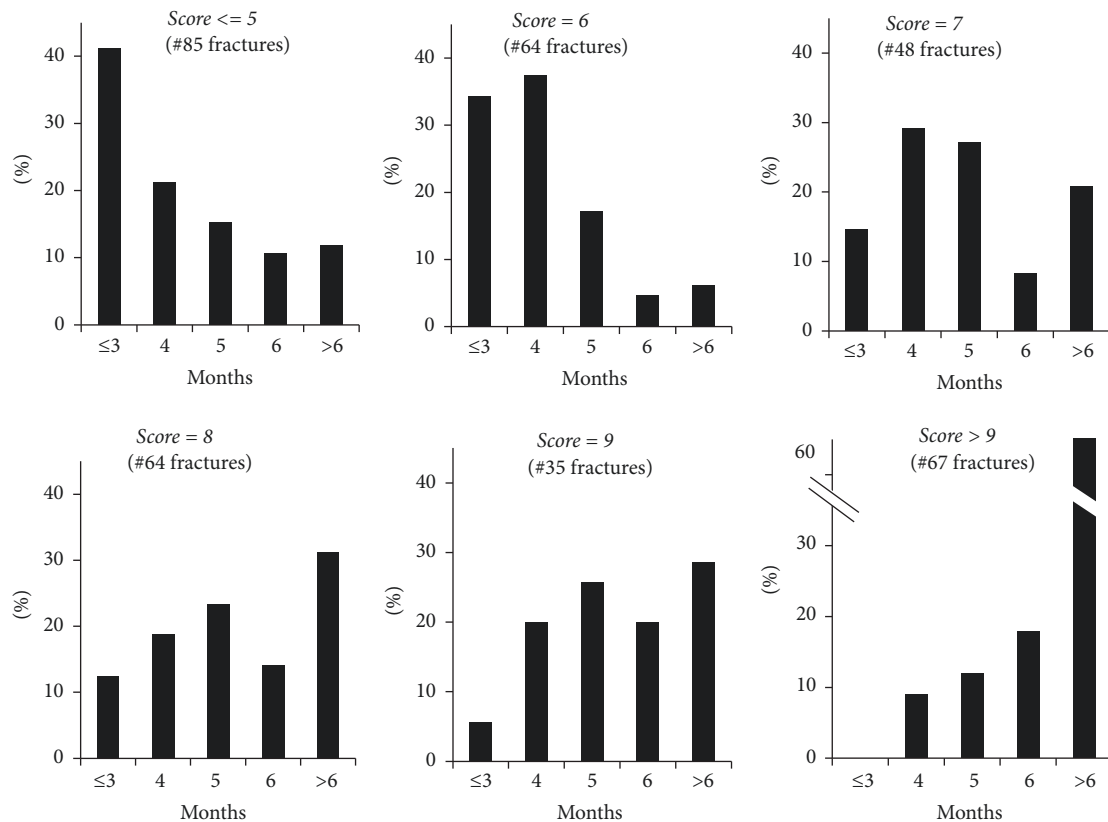 Score <= 5
(#85 fractures)
40
30
(%)
20
10
0
≤3 4 5 6 >6
Months
Score = 6
(#64 fractures)
40
30
(%)
20
10
0
≤3 4 5 6 >6
Months
Score = 7
(#48 fractures)
40
30
(%)
20
10
0
≤3 4 5 6 >6
Months
Score = 8
(#64 fractures)
40
30
(%)
20
10
0
≤3 4 5 6 >6
Months
Score = 9
(#35 fractures)
40
30
(%)
20
10
0
≤3 4 5 6 >6
Months
Score > 9
(#67 fractures)
60
30
(%)
20
10
0
≤3 4 5 6 >6
Months